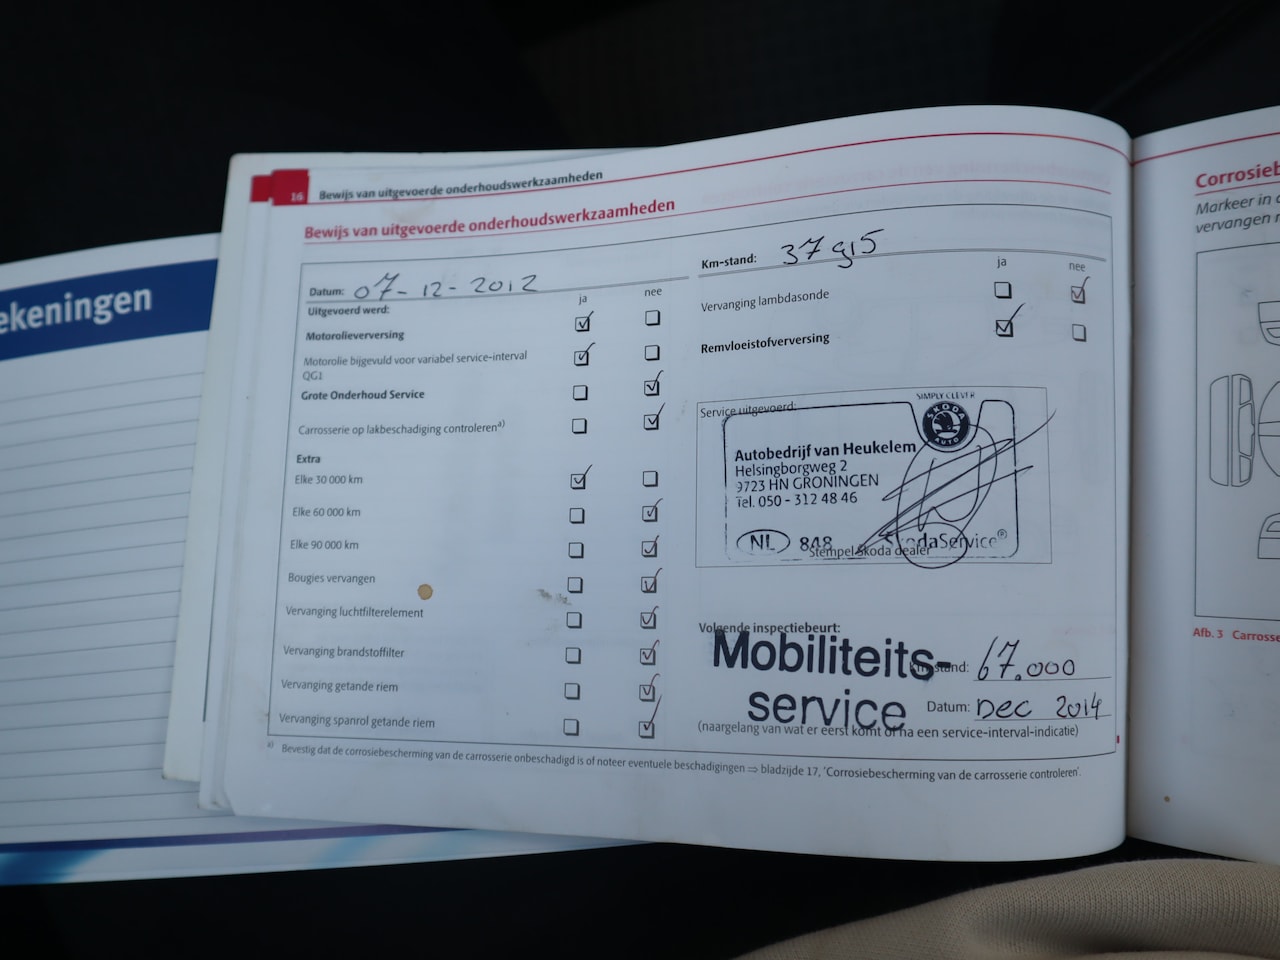 ekeningen
16 Bewijs van uitgevoerde onderhoudswerkzaamheden
Bewijs van uitgevoerde onderhoudswerkzaamheden
Datum: 07-12-2012
Uitgevoerd werd:
ja nee
Motorolieverversing
Motorolie bijgevuld voor variabel service-interval
QG1
Grote Onderhoud Service
Carrosserie op lakbeschadiging controleren a)
Extra
Elke 30 000 km
Elke 60 000 km
Elke 90 000 km
Bougies vervangen
Vervanging luchtfilterelement
Vervanging brandstoffilter
Vervanging getande riem
Vervanging spanrol getande riem
Km-stand: 37915
ja nee
Vervanging lambdasonde
Remvloeistofverversing
Service uitgevoerd:
SIMPLY CLEVER
SKODA
AUTO
Autobedrijf van Heukelem
Helsingborgweg 2
9723 HN GRONINGEN
Tel. 050 - 312 48 46
NL 848 SkodaService®
Stempel Skoda dealer
Volgende inspectiebeurt:
Mobiliteits-
service
Km-stand: 67.000
Datum: Dec 2014
(naargelang van wat er eerst komt of na een service-interval-indicatie)
a) Bevestig dat de corrosiebescherming van de carrosserie onbeschadigd is of noteer eventuele beschadigingen ⇒ bladzijde 17, 'Corrosiebescherming van de carrosserie controleren'.
Corrosieb
Markeer in d
vervangen
Afb. 3 Carrosse